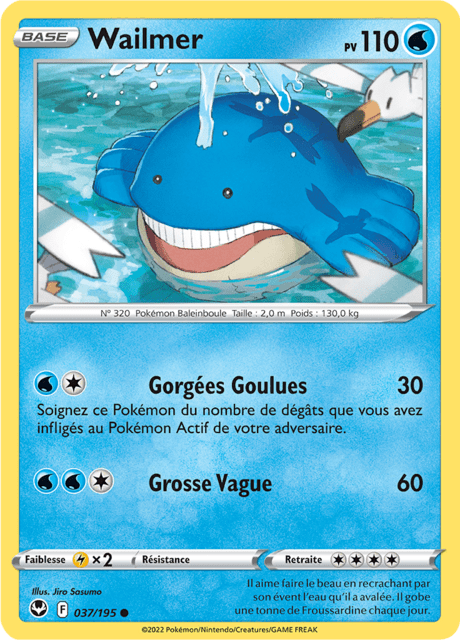 BASE Wailmer PV 110
N° 320 Pokémon Baleinboule Taille : 2,0 m Poids : 130,0 kg
Gorgées Goulues 30
Soignez ce Pokémon du nombre de dégâts que vous avez
infligés au Pokémon Actif de votre adversaire.
Grosse Vague 60
Faiblesse ×2 Résistance Retraite
Illus. Jiro Sasumo
F 037/195
Il aime faire le beau en recrachant par
son évent l'eau qu'il a avalée. Il gobe
une tonne de Froussardine chaque jour.
©2022 Pokémon/Nintendo/Creatures/GAME FREAK